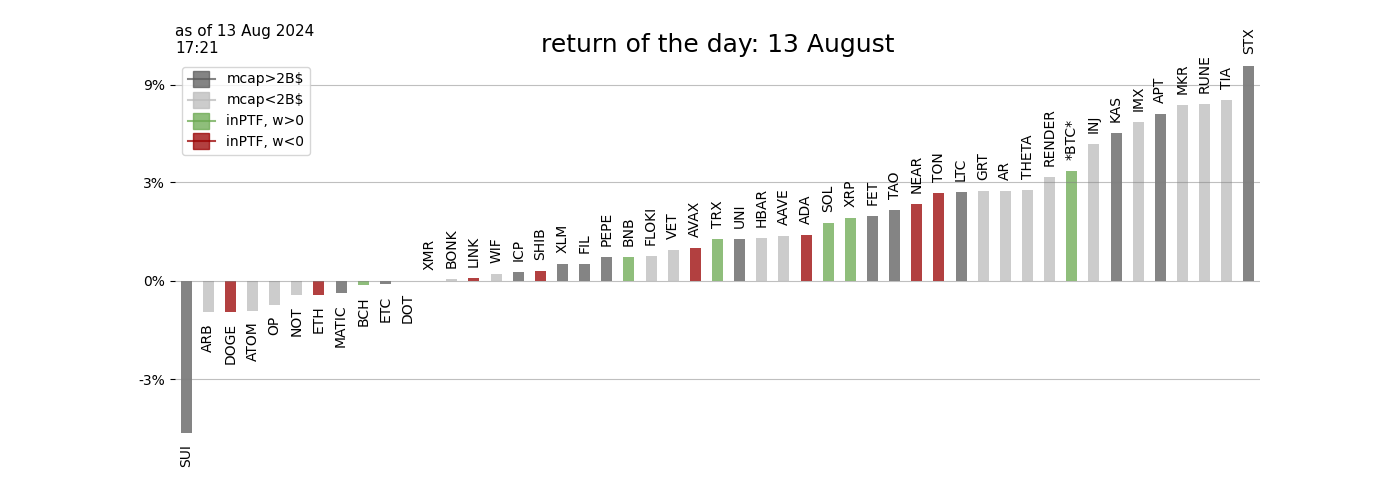 as of 13 Aug 2024
17:21
return of the day: 13 August
mcap>2B$
mcap<2B$
inPTF, w>0
inPTF, w<0
9%
3%
0%
-3%
SUI
ARB
DOGE
ATOM
OP
NOT
ETH
MATIC
BCH
ETC
DOT
XMR
BONK
LINK
WIF
ICP
SHIB
XLM
FIL
PEPE
BNB
FLOKI
VET
AVAX
TRX
UNI
HBAR
AAVE
ADA
SOL
XRP
FET
TAO
NEAR
TON
LTC
GRT
AR
THETA
RENDER
*BTC*
INJ
KAS
IMX
APT
MKR
RUNE
TIA
STX